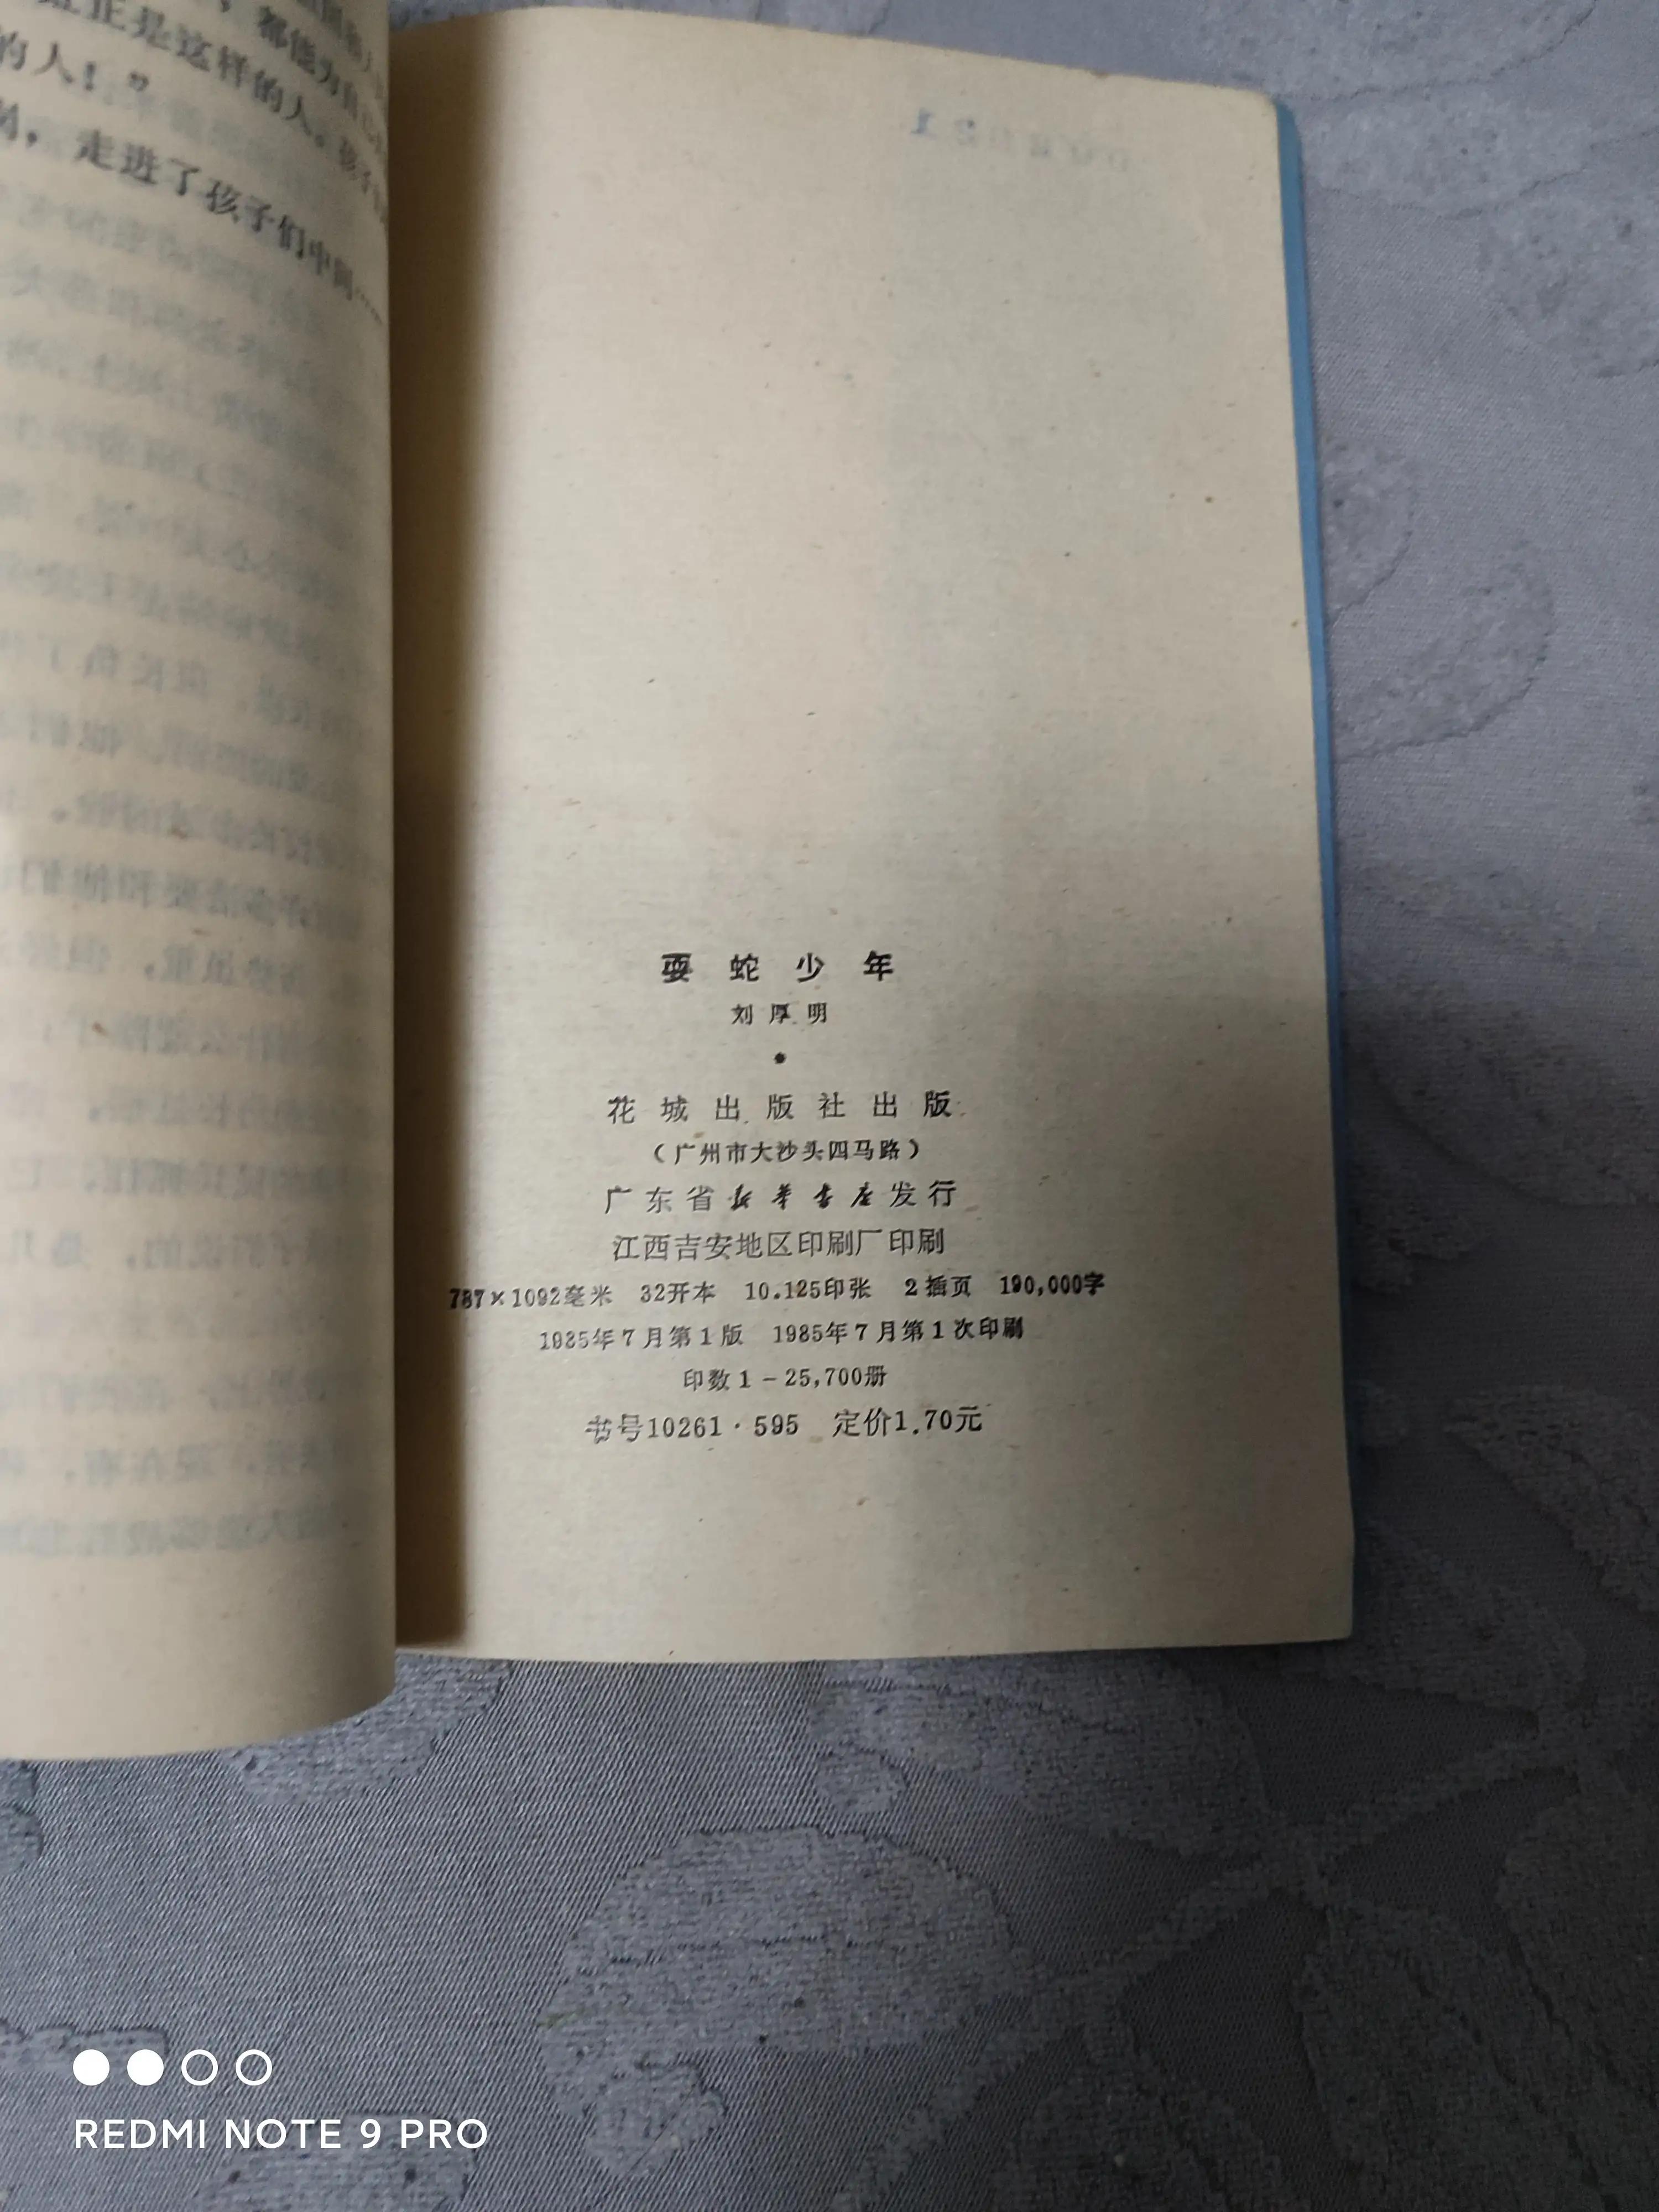 正是这样的人。
的人！”
走进了孩子们中间……
耍蛇少年
刘厚明
•
花城出版社出版
（广州市大沙头四马路）
广东省新华书店发行
江西吉安地区印刷厂印刷
787×1092毫米 32开本 10.125印张 2插页 190,000字
1985年7月第1版 1985年7月第1次印刷
印数1－25,700册
书号10261·595 定价1.70元
REDMI NOTE 9 PRO